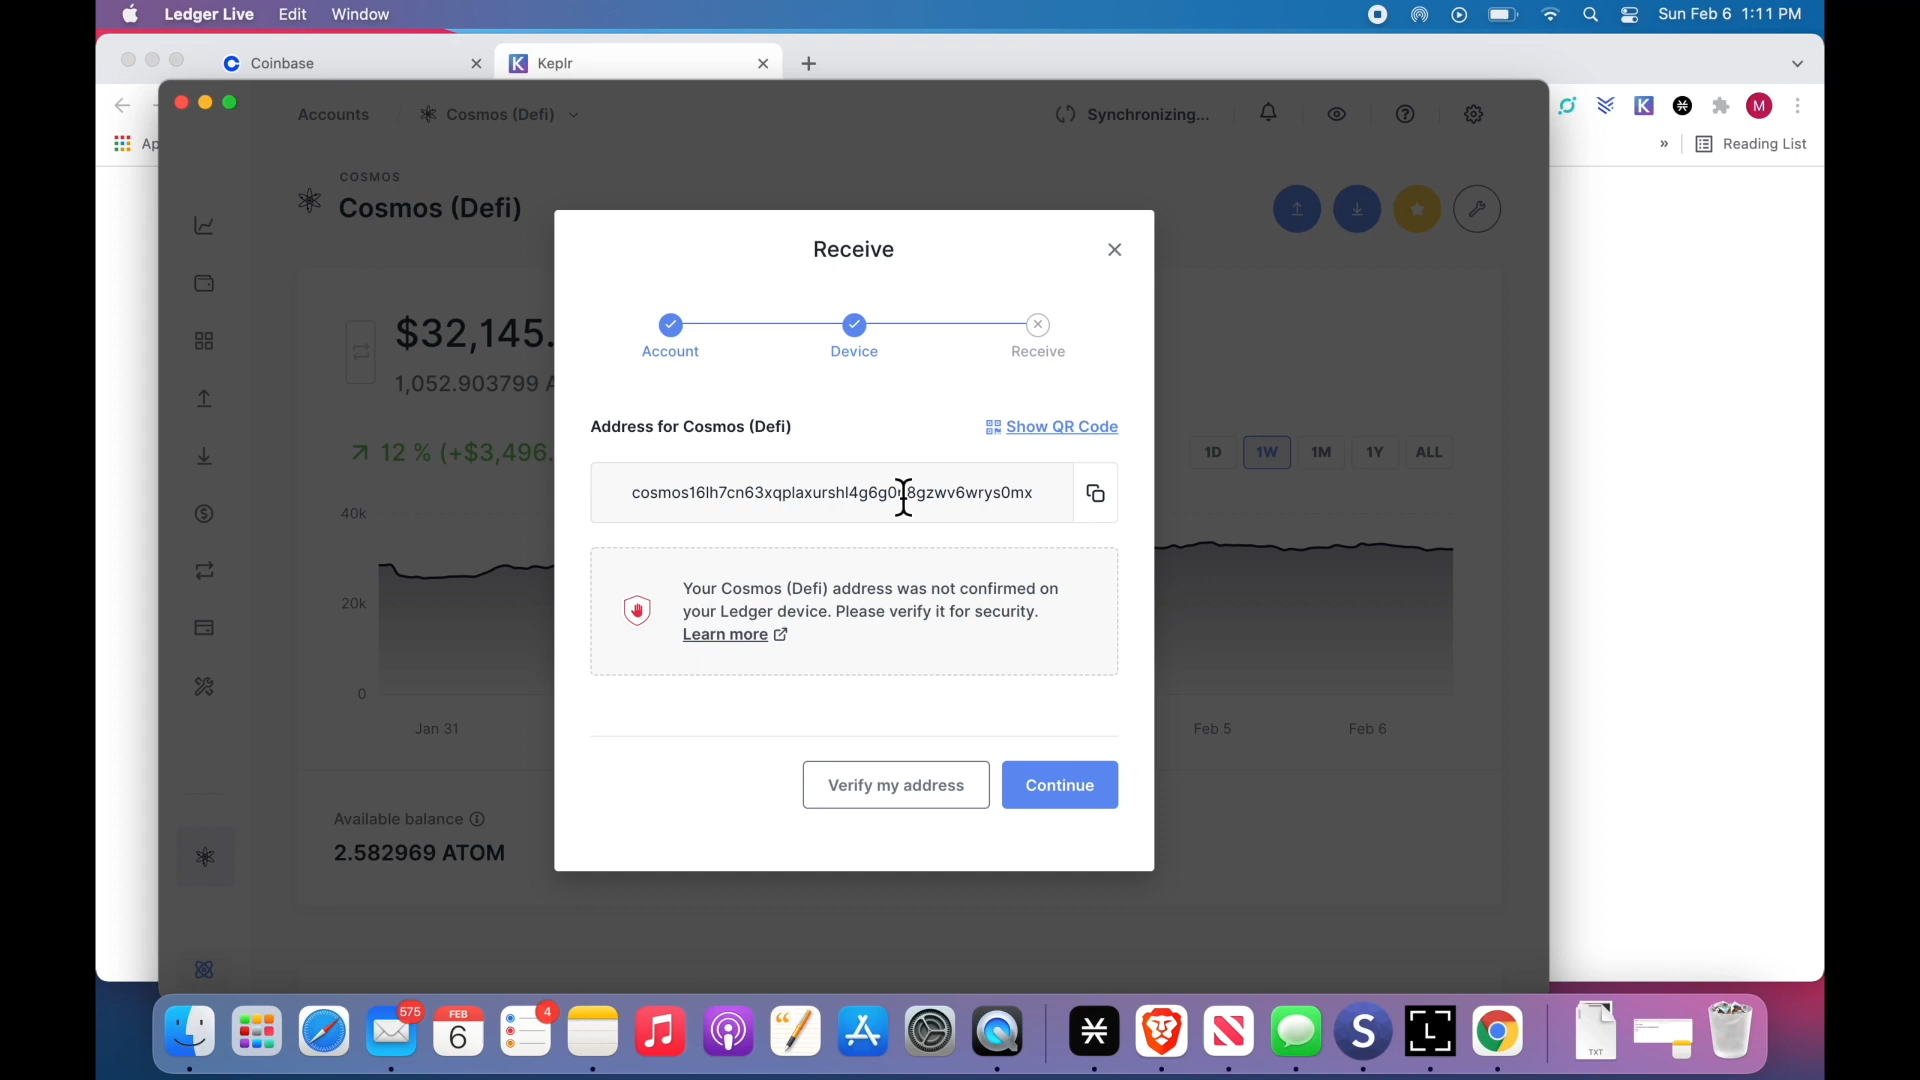 Ledger Live Edit Window Sun Feb 6 1:11 PM
Coinbase Keplr
Ap Reading List
Accounts Cosmos (Defi) Synchronizing...
COSMOS
Cosmos (Defi)
$32,145.
1,052.903799 A
12 % (+$3,496.
1D 1W 1M 1Y ALL
40k
20k
0
Jan 31 Feb 5 Feb 6
Available balance
2.582969 ATOM
Receive
Account Device Receive
Address for Cosmos (Defi) Show QR Code
Your Cosmos (Defi) address was not confirmed on
your Ledger device. Please verify it for security.
Learn more
Verify my address Continue
575
FEB
6
4
TXT